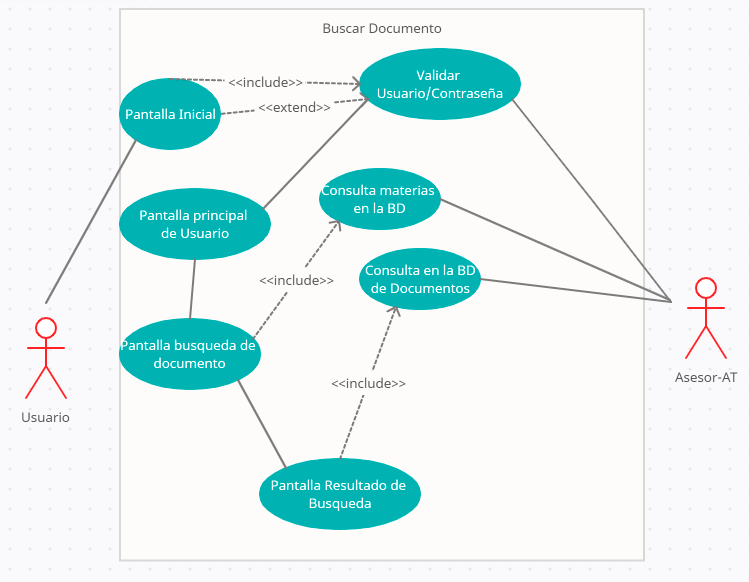 Buscar Documento
Validar
Usuario/Contraseña
<<include>>
<<extend>>
Pantalla Inicial
Consulta materias
en la BD
Pantalla principal
de Usuario
Consulta en la BD
de Documentos
<<include>>
Pantalla busqueda de
documento
Asesor-AT
<<include>>
Usuario
Pantalla Resultado de
Busqueda